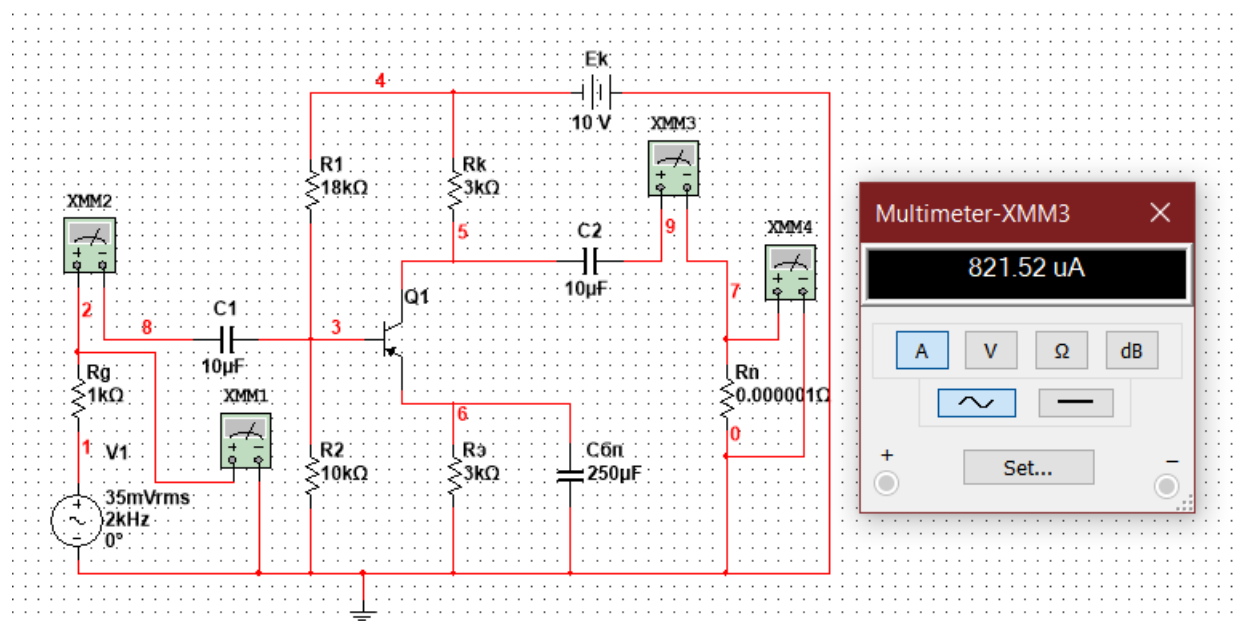 Ek
4
10 V
XMM3
R1
18kΩ
Rk
3kΩ
XMM2
Multimeter-XMM3
5
C2
9
XMM4
821.52 uA
10µF
7
2
Q1
C1
8
3
10µF
A
V
Ω
dB
Rg
1kΩ
Rn
0.000001Ω
XMM1
6
0
1
V1
R2
10kΩ
Rэ
3kΩ
Cбп
250µF
Set...
35mVrms
2kHz
0°